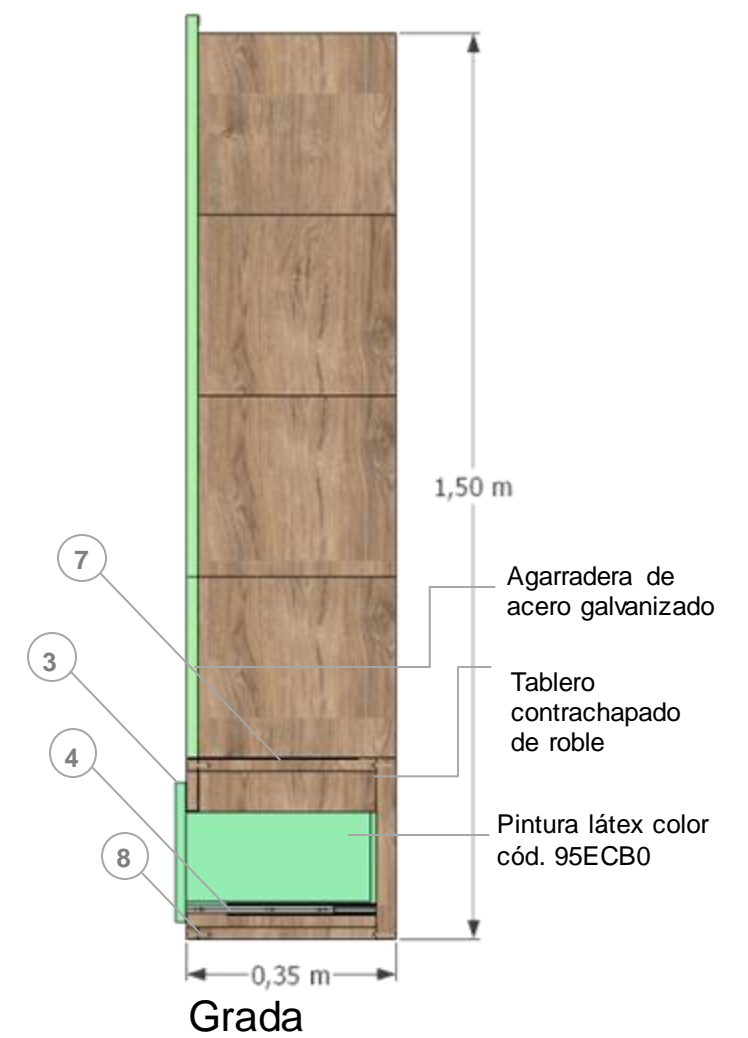 1,50 m
7
Agarradera de
acero galvanizado
3
Tablero
contrachapado
de roble
4
Pintura látex color
cód. 95ECB0
8
0,35 m
Grada